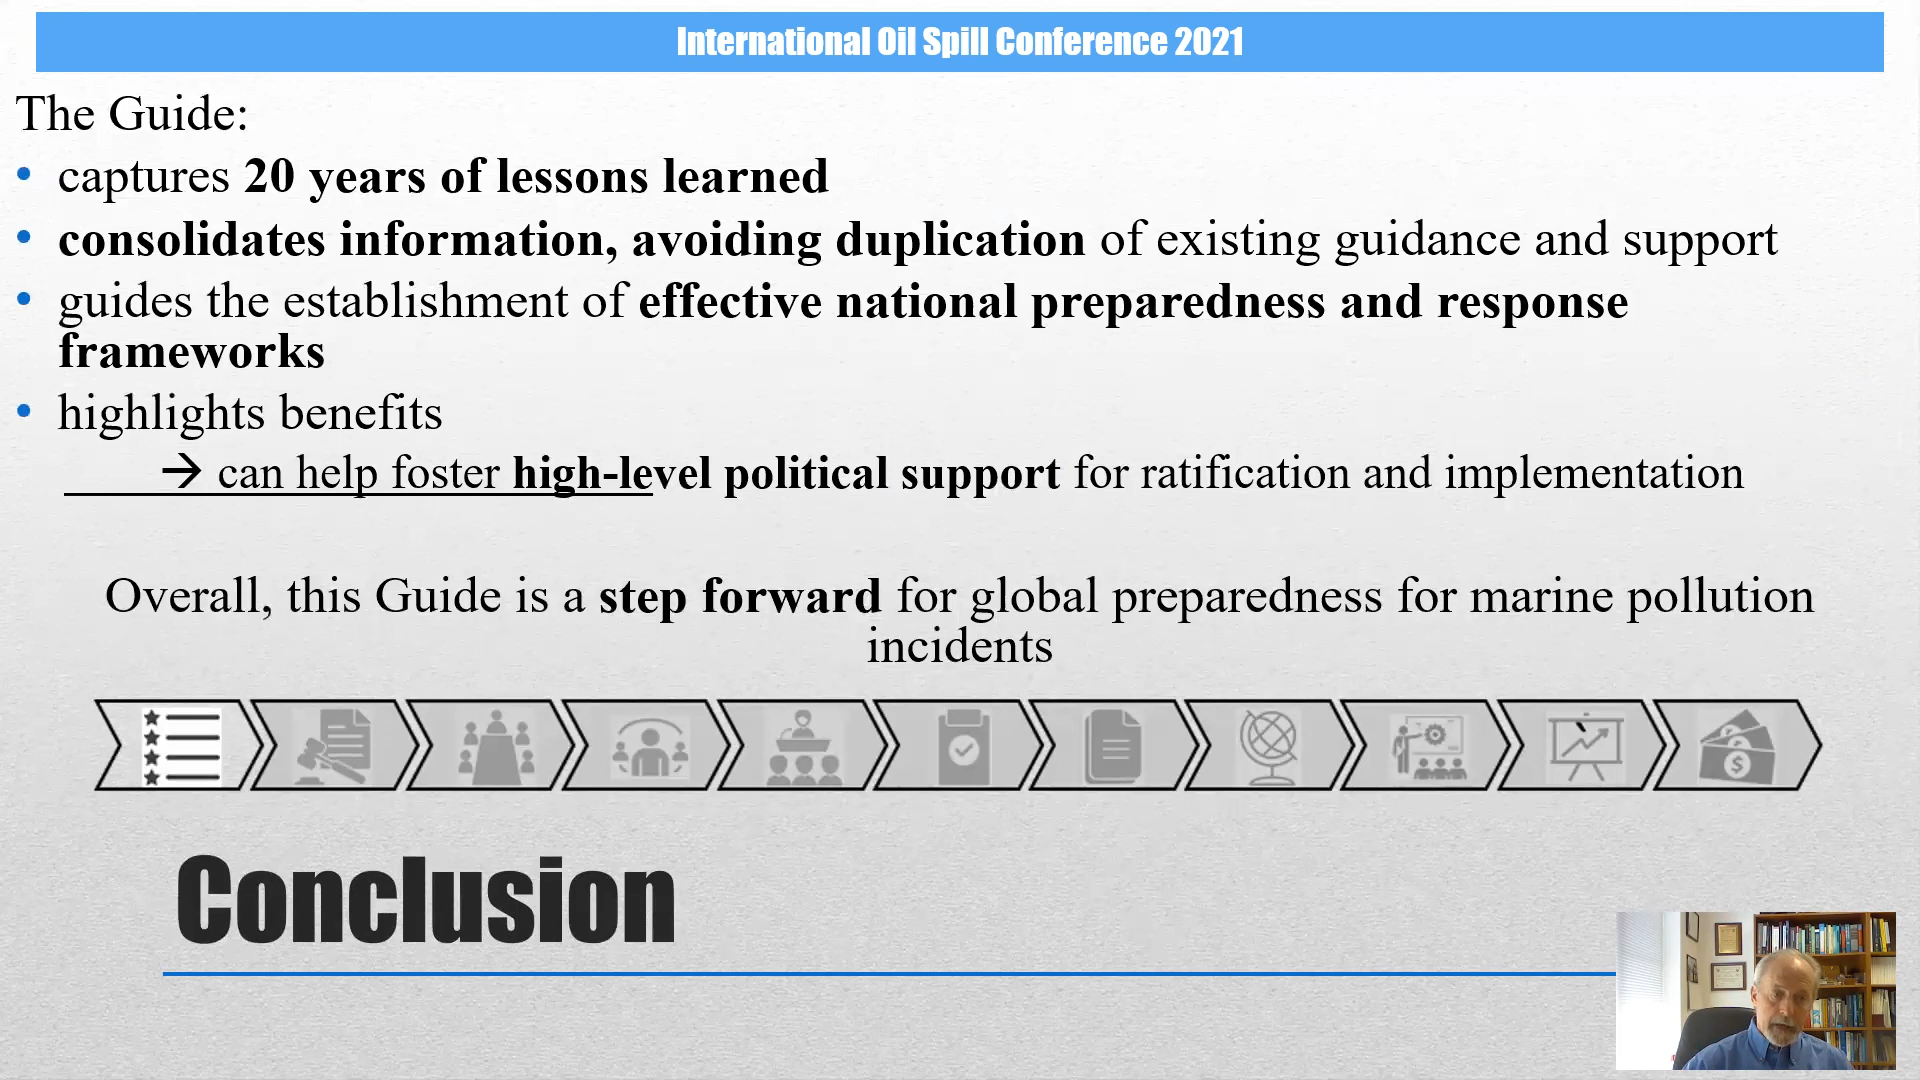 International Oil Spill Conference 2021
The Guide:
• captures 20 years of lessons learned
• consolidates information, avoiding duplication of existing guidance and support
• guides the establishment of effective national preparedness and response
frameworks
• highlights benefits
→ can help foster high-level political support for ratification and implementation
Overall, this Guide is a step forward for global preparedness for marine pollution
incidents
$
Conclusion